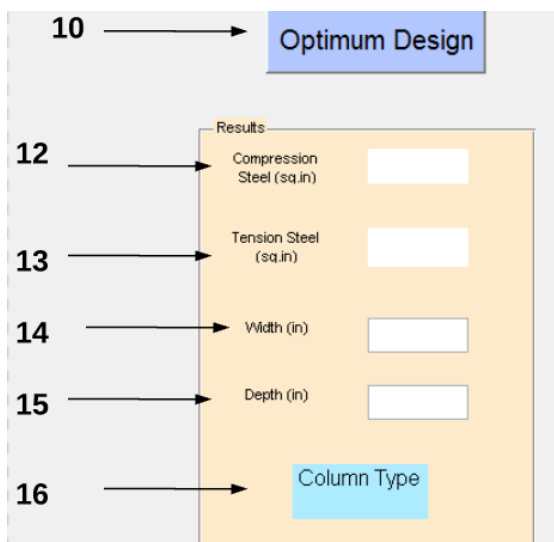 10
Optimum Design
Results
12
Compression
Steel (sq.in)
13
Tension Steel
(sq.in)
14
Width (in)
15
Depth (in)
16
Column Type